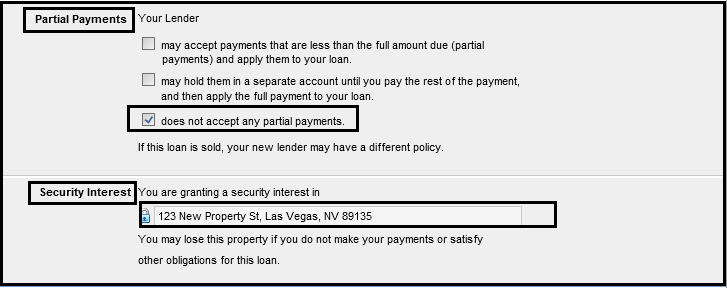 Partial Payments Your Lender
may accept payments that are less than the full amount due (partial
payments) and apply them to your loan.
may hold them in a separate account until you pay the rest of the payment,
and then apply the full payment to your loan.
does not accept any partial payments.
If this loan is sold, your new lender may have a different policy.
Security Interest You are granting a security interest in
123 New Property St, Las Vegas, NV 89135
You may lose this property if you do not make your payments or satisfy
other obligations for this loan.